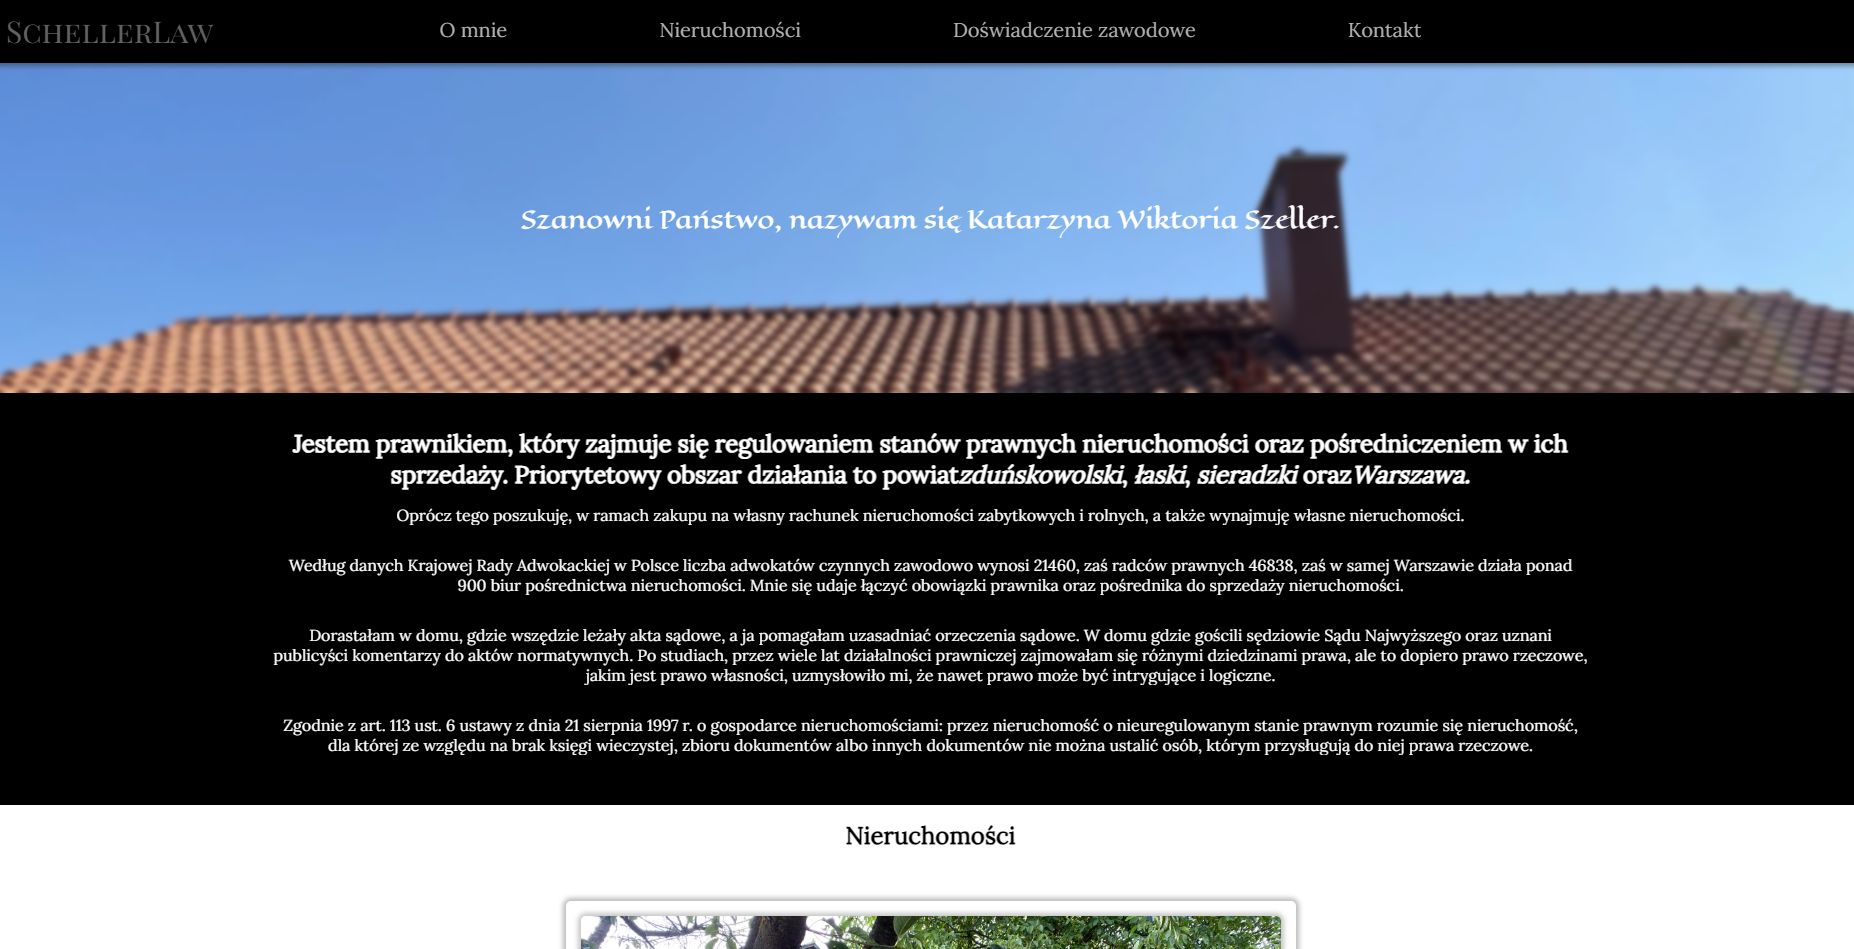 SchellerLaw
O mnie
Nieruchomości
Doświadczenie zawodowe
Kontakt
Szanowni Państwo, nazywam się Katarzyna Wiktoria Szeller.
Jestem prawnikiem, który zajmuje się regulowaniem stanów prawnych nieruchomości oraz pośredniczeniem w ich
sprzedaży. Priorytetowy obszar działania to powiatzduńskowolski, łaski, sieradzki orazWarszawa.
Oprócz tego poszukuję, w ramach zakupu na własny rachunek nieruchomości zabytkowych i rolnych, a także wynajmuję własne nieruchomości.
Według danych Krajowej Rady Adwokackiej w Polsce liczba adwokatów czynnych zawodowo wynosi 21460, zaś radców prawnych 46838, zaś w samej Warszawie działa ponad
900 biur pośrednictwa nieruchomości. Mnie się udaje łączyć obowiązki prawnika oraz pośrednika do sprzedaży nieruchomości.
Dorastałam w domu, gdzie wszędzie leżały akta sądowe, a ja pomagałam uzasadniać orzeczenia sądowe. W domu gdzie gościli sędziowie Sądu Najwyższego oraz uznani
publicyści komentarzy do aktów normatywnych. Po studiach, przez wiele lat działalności prawniczej zajmowałam się różnymi dziedzinami prawa, ale to dopiero prawo rzeczowe,
jakim jest prawo własności, uzmysłowiło mi, że nawet prawo może być intrygujące i logiczne.
Zgodnie z art. 113 ust. 6 ustawy z dnia 21 sierpnia 1997 r. o gospodarce nieruchomościami: przez nieruchomość o nieuregulowanym stanie prawnym rozumie się nieruchomość,
dla której ze względu na brak księgi wieczystej, zbioru dokumentów albo innych dokumentów nie można ustalić osób, którym przysługują do niej prawa rzeczowe.
Nieruchomości